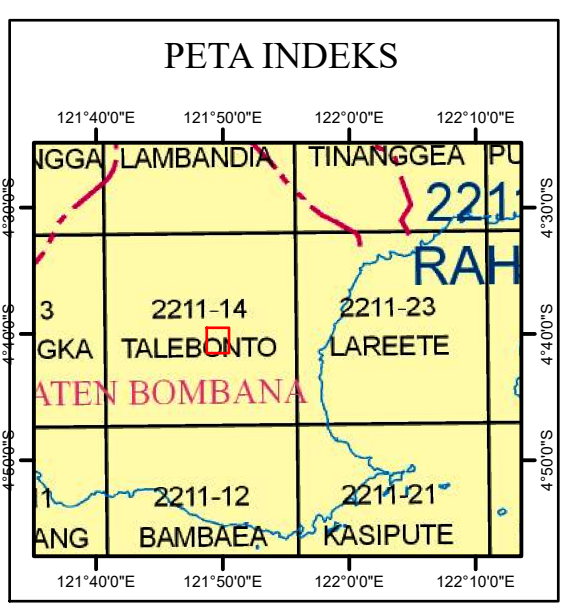 PETA INDEKS
121°40'0"E 121°50'0"E 122°0'0"E 122°10'0"E
NGGA LAMBANDIA TINANGGEA PU
4°30'0"S 2211 4°30'0"S
RAH
3 2211-14 2211-23
4°40'0"S GKA TALEBONTO LAREETE 4°40'0"S
ATEN BOMBANA
4°50'0"S 4°50'0"S
1 2211-12 2211-21
ANG BAMBAEA KASIPUTE
121°40'0"E 121°50'0"E 122°0'0"E 122°10'0"E